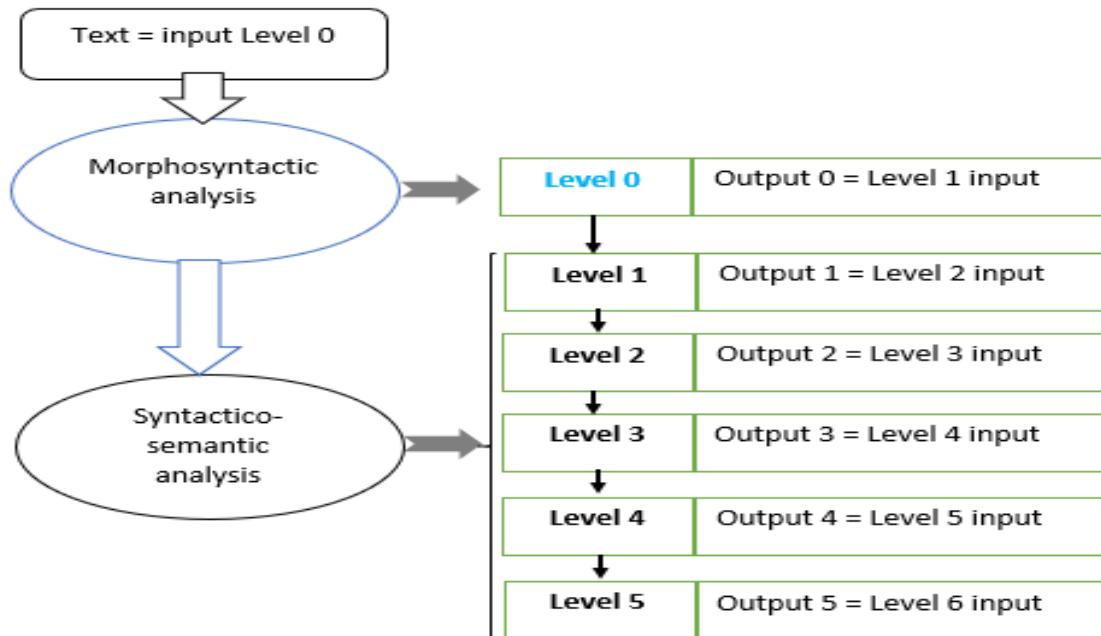 Text = input Level 0
Morphosyntactic
analysis
Level 0 Output 0 = Level 1 input
Level 1 Output 1 = Level 2 input
Level 2 Output 2 = Level 3 input
Syntactico-
semantic
analysis
Level 3 Output 3 = Level 4 input
Level 4 Output 4 = Level 5 input
Level 5 Output 5 = Level 6 input